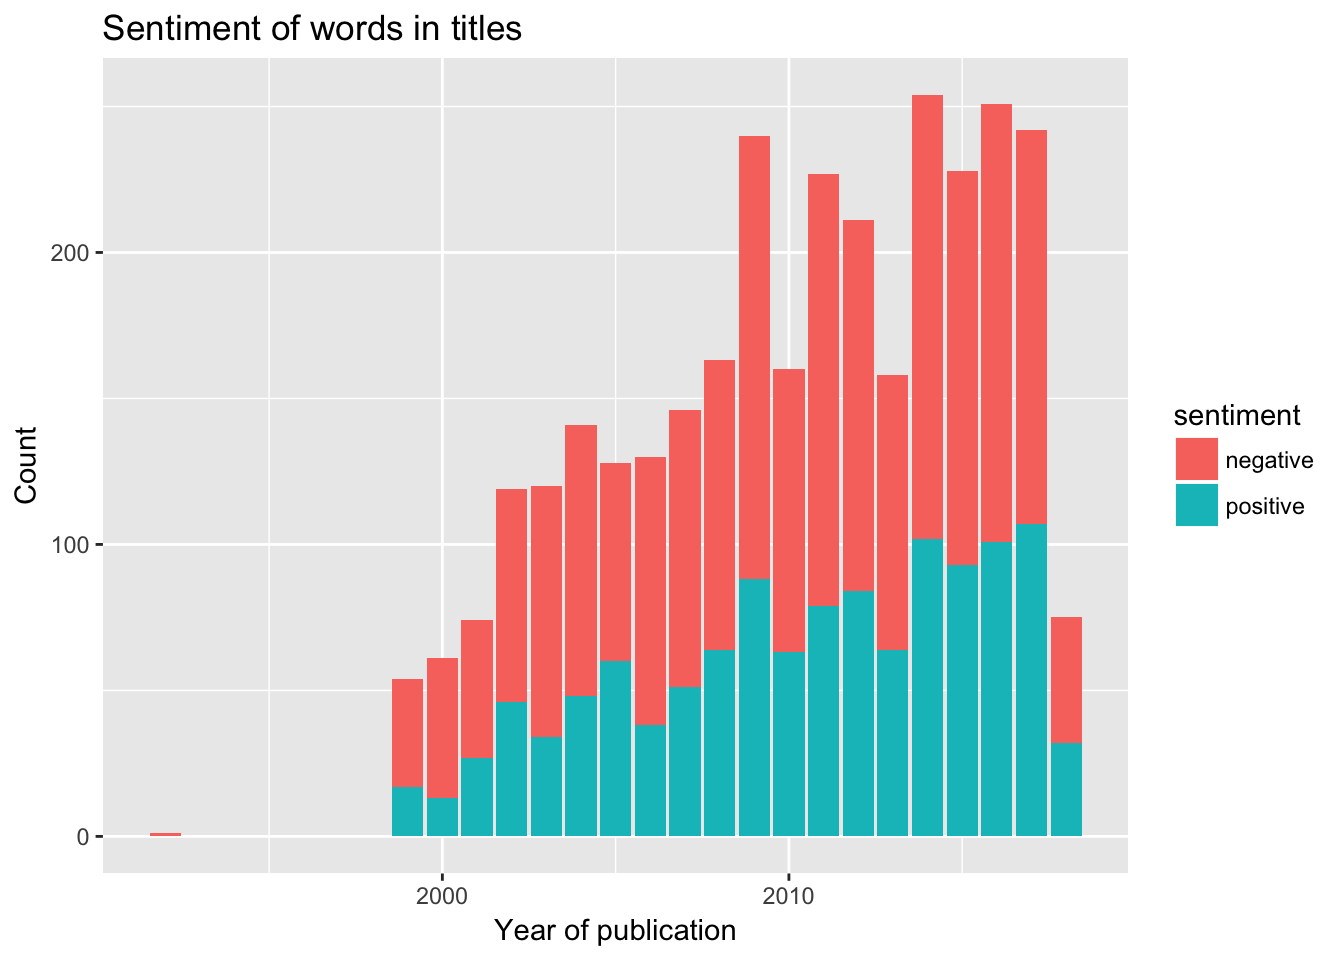 Sentiment of words in titles
Count
200
100
0
2000
2010
Year of publication
sentiment
negative
positive